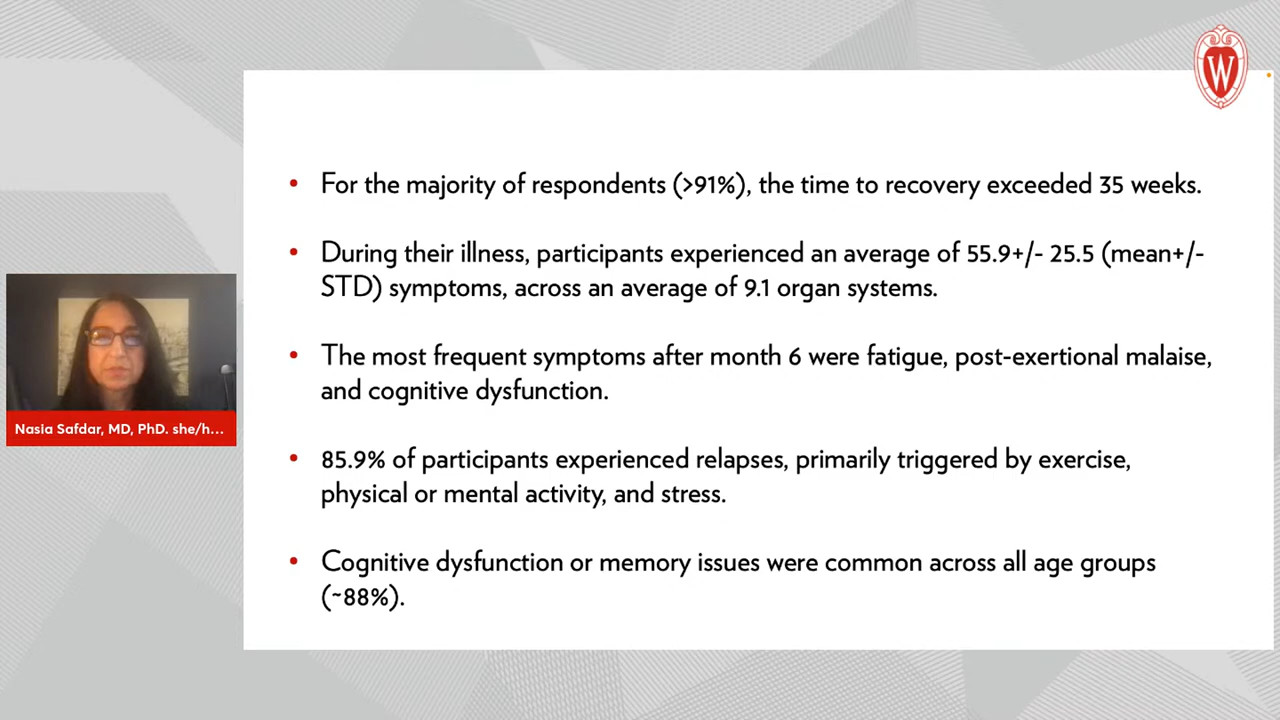 W
• For the majority of respondents (>91%), the time to recovery exceeded 35 weeks.
• During their illness, participants experienced an average of 55.9+/- 25.5 (mean+/-
STD) symptoms, across an average of 9.1 organ systems.
• The most frequent symptoms after month 6 were fatigue, post-exertional malaise,
and cognitive dysfunction.
• 85.9% of participants experienced relapses, primarily triggered by exercise,
physical or mental activity, and stress.
• Cognitive dysfunction or memory issues were common across all age groups
(~88%).
Nasia Safdar, MD, PhD. she/h...